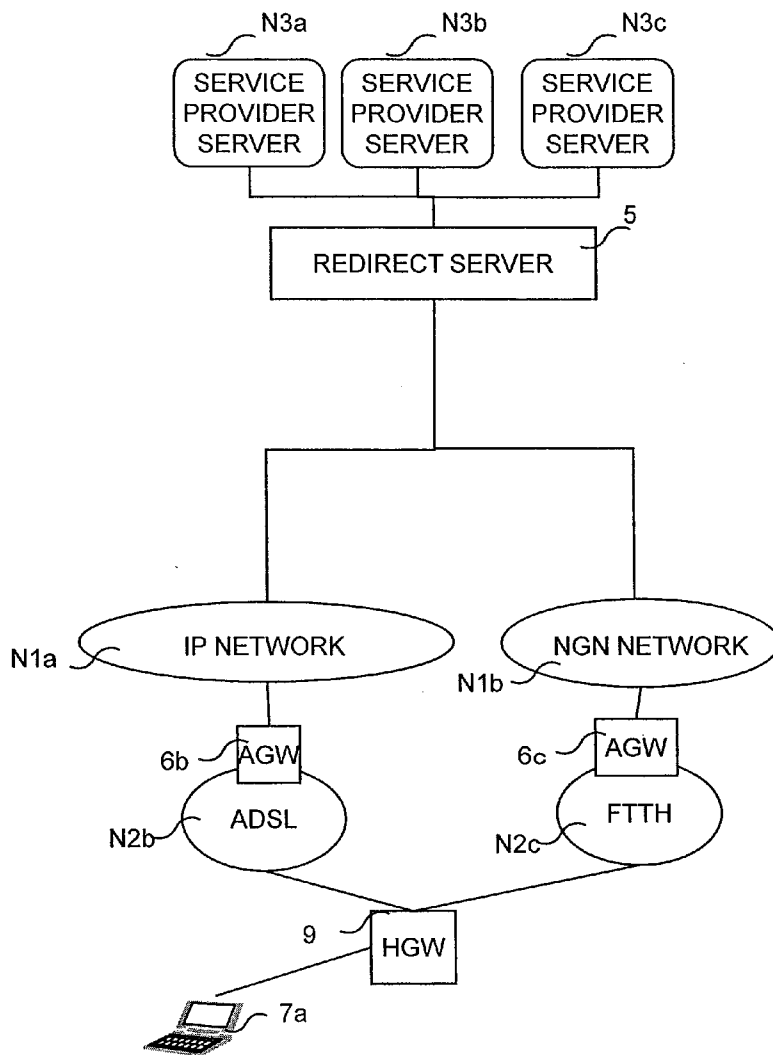 N3a
N3b
N3c
SERVICE
PROVIDER
SERVER
SERVICE
PROVIDER
SERVER
SERVICE
PROVIDER
SERVER
5
REDIRECT SERVER
IP NETWORK
NGN NETWORK
N1a
N1b
6b
AGW
6c
AGW
N2b
ADSL
N2c
FTTH
9
HGW
7a